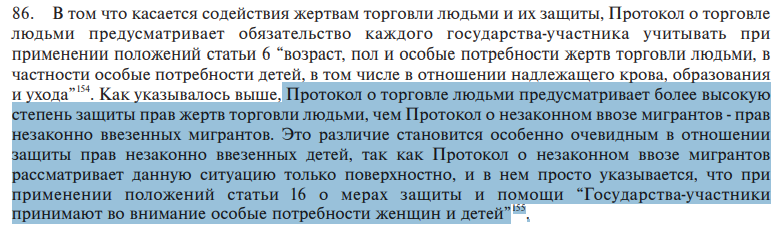 86. В том что касается содействия жертвам торговли людьми и их защиты, Протокол о торговле
людьми предусматривает обязательство каждого государства-участника учитывать при
применении положений статьи 6 “возраст, пол и особые потребности жертв торговли людьми, в
частности особые потребности детей, в том числе в отношении надлежащего крова, образования
и ухода”154. Как указывалось выше, Протокол о торговле людьми предусматривает более высокую
степень защиты прав жертв торговли людьми, чем Протокол о незаконном ввозе мигрантов - прав
незаконно ввезенных мигрантов. Это различие становится особенно очевидным в отношении
защиты прав незаконно ввезенных детей, так как Протокол о незаконном ввозе мигрантов
рассматривает данную ситуацию только поверхностно, и в нем просто указывается, что при
применении положений статьи 16 о мерах защиты и помощи “Государства-участники
принимают во внимание особые потребности женщин и детей”155,